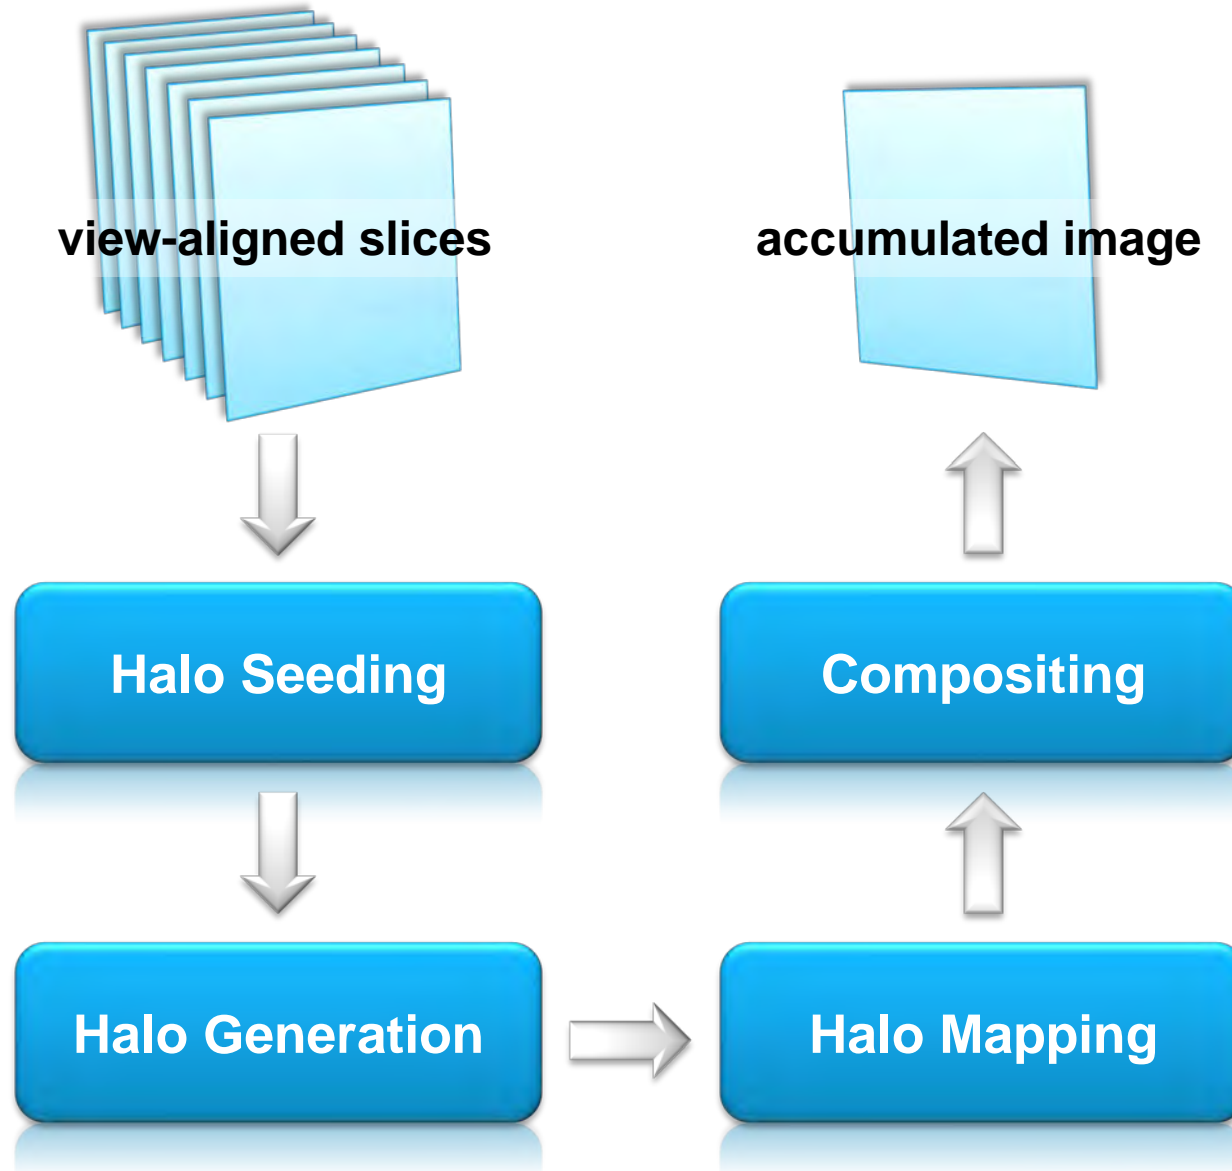 view-aligned slices
accumulated image
Halo Seeding
Compositing
Halo Generation
Halo Mapping